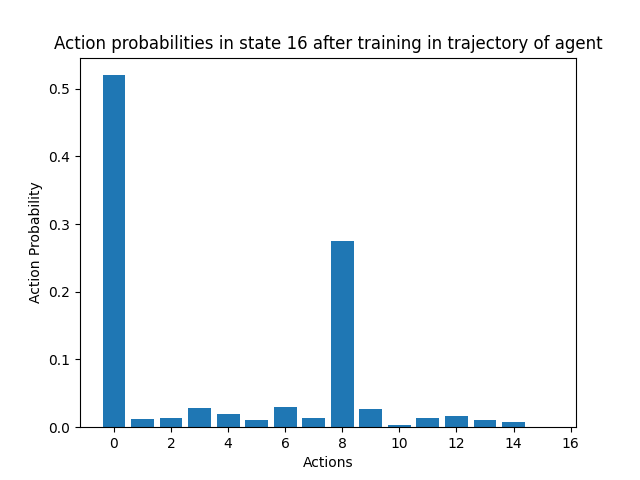 Action probabilities in state 16 after training in trajectory of agent
0.5
0.4
0.3
0.2
0.1
0.0
Action Probability
0 2 4 6 8 10 12 14 16
Actions